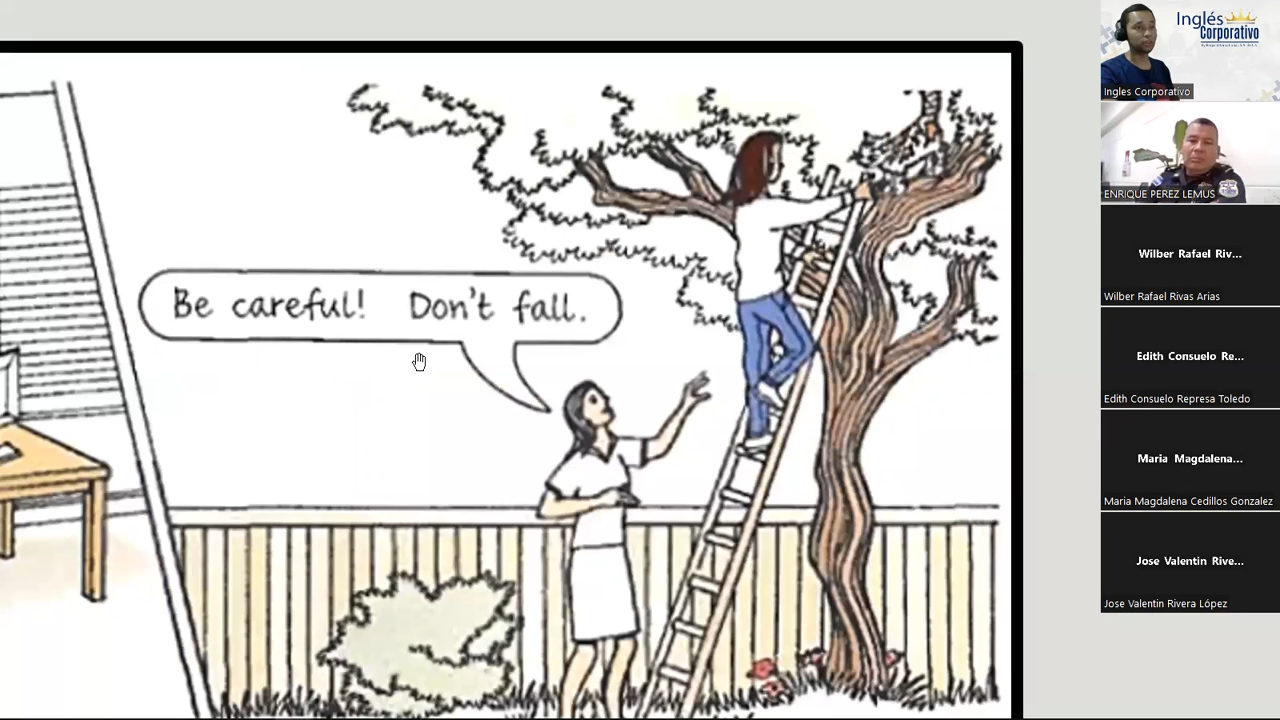 Be careful! Don't fall.
Inglés
Corporativo
Ingles Corporativo
ENRIQUE PEREZ LEMUS
Wilber Rafael Riv...
Wilber Rafael Rivas Arias
Edith Consuelo Re...
Edith Consuelo Represa Toledo
Maria Magdalena...
Maria Magdalena Cedillos Gonzalez
Jose Valentin Rive...
Jose Valentin Rivera López